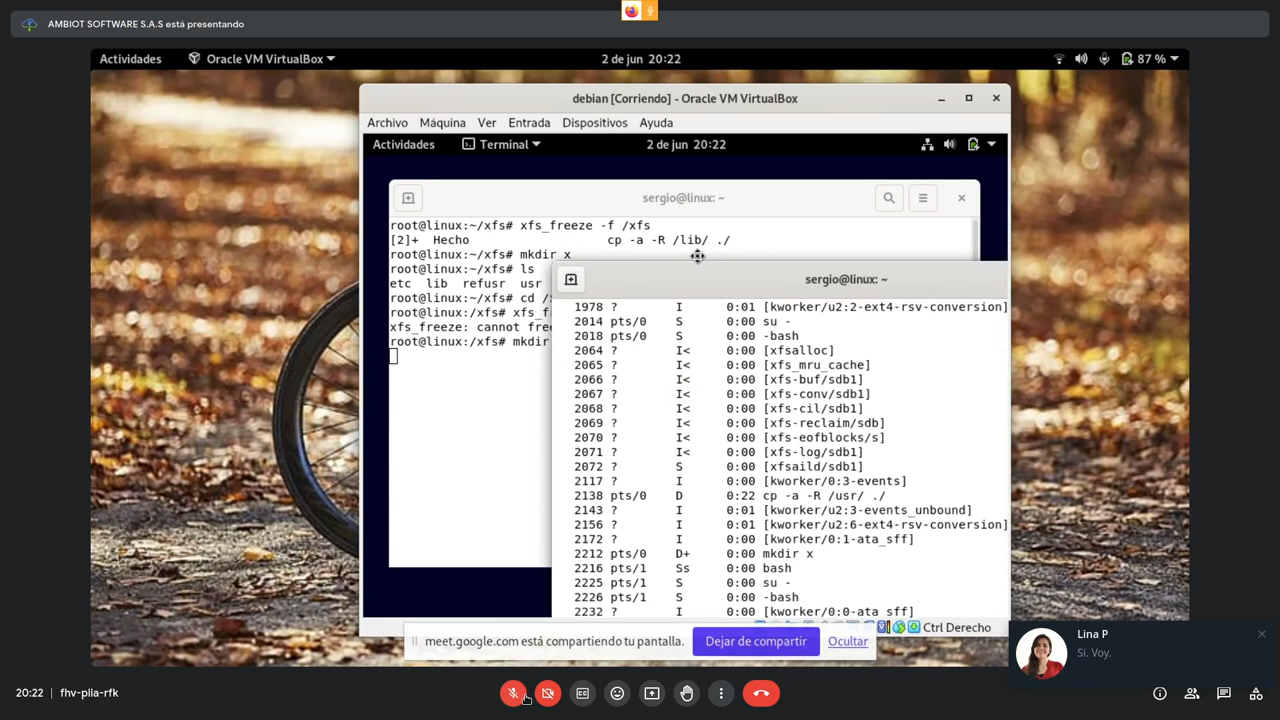 AMBIOT SOFTWARE S.A.S está presentando
Actividades
Oracle VM VirtualBox
2 de jun 20:22
87 %
debian [Corriendo] - Oracle VM VirtualBox
Archivo Máquina Ver Entrada Dispositivos Ayuda
Actividades
Terminal
2 de jun 20:22
sergio@linux: ~
root@linux:~/xfs# xfs_freeze -f /xfs
[2]+ Hecho cp -a -R /lib/ ./
root@linux:~/xfs# mkdir x
root@linux:~/xfs# ls
etc lib refusr usr
root@linux:~/xfs# cd
root@linux:/xfs#
xfs_freeze: cannot
root@linux:/xfs# mkdir
sergio@linux: ~
1978 ? I 0:01 [kworker/u2:2-ext4-rsv-conversion]
2014 pts/0 S 0:00 su -
2018 pts/0 S 0:00 -bash
2064 ? I< 0:00 [xfsalloc]
2065 ? I< 0:00 [xfs_mru_cache]
2066 ? I< 0:00 [xfs-buf/sdb1]
2067 ? I< 0:00 [xfs-conv/sdb1]
2068 ? I< 0:00 [xfs-cil/sdb1]
2069 ? I< 0:00 [xfs-reclaim/sdb]
2070 ? I< 0:00 [xfs-eofblocks/s]
2071 ? I< 0:00 [xfs-log/sdb1]
2072 ? S 0:00 [xfsaild/sdb1]
2117 ? I 0:00 [kworker/0:3-events]
2138 pts/0 D 0:22 cp -a -R /usr/ ./
2143 ? I 0:01 [kworker/u2:3-events_unbound]
2156 ? I 0:01 [kworker/u2:6-ext4-rsv-conversion]
2172 ? I 0:00 [kworker/0:1-ata_sff]
2212 pts/0 D+ 0:00 mkdir x
2216 pts/1 Ss 0:00 bash
2225 pts/1 S 0:00 su -
2226 pts/1 S 0:00 -bash
2232 ? I 0:00 [kworker/0:0-ata_sff]
Ctrl Derecho
meet.google.com está compartiendo tu pantalla.
Dejar de compartir
Ocultar
Lina P
Si. Voy.
20:22
fhv-piia-rfk